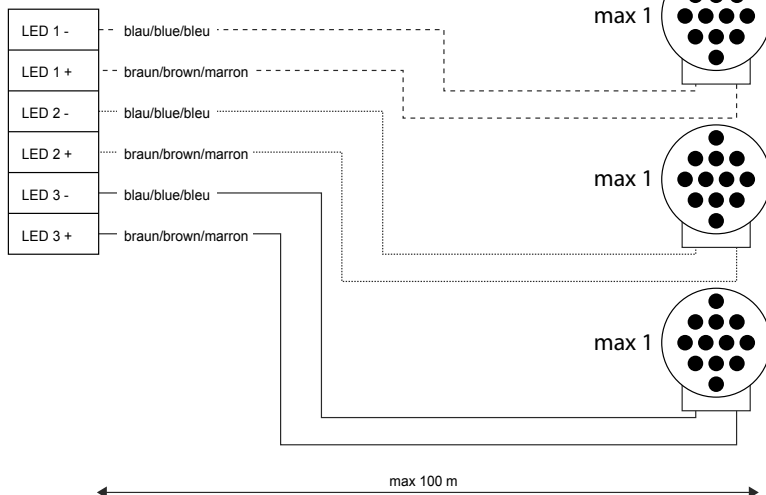 max 1
LED 1 - blau/blue/bleu
LED 1 + braun/brown/marron
LED 2 - blau/blue/bleu
LED 2 + braun/brown/marron
max 1
LED 3 - blau/blue/bleu
LED 3 + braun/brown/marron
max 1
max 100 m